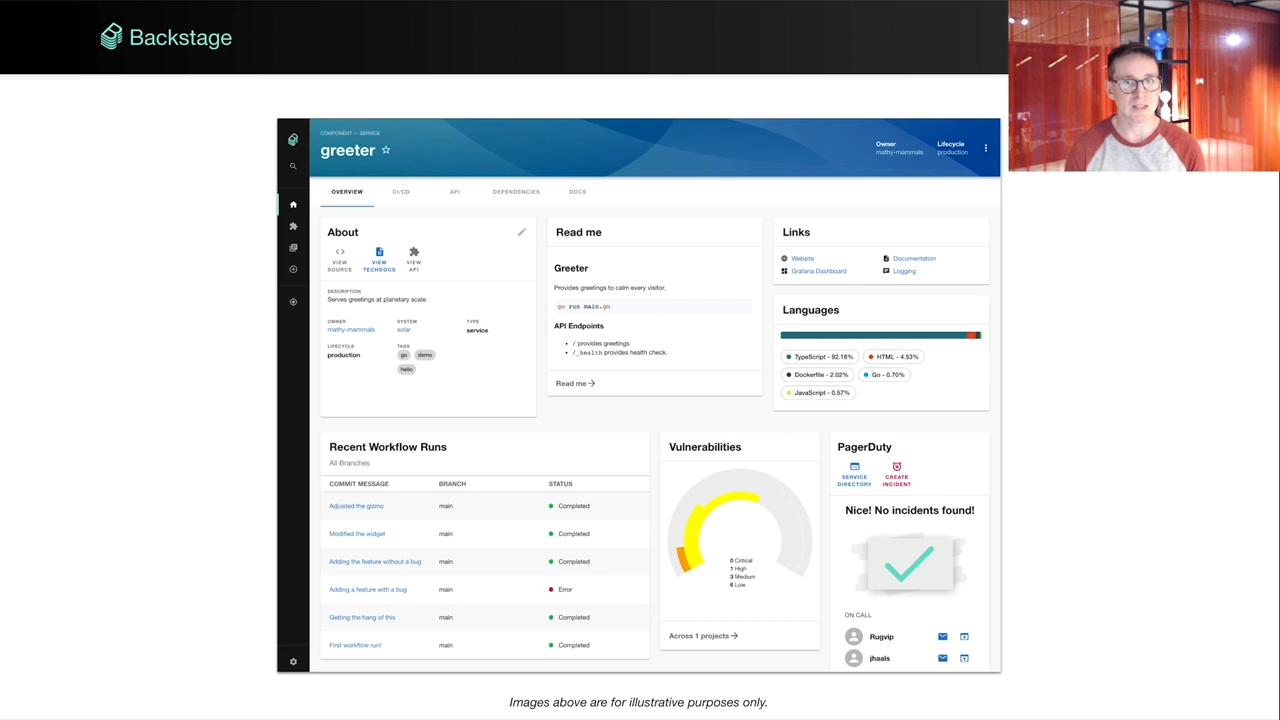 Backstage
COMPONENT — SERVICE
greeter
Owner
mathy-mammals
Lifecycle
production
OVERVIEW
CI/CD
API
DEPENDENCIES
DOCS
About
VIEW SOURCE
VIEW TECHDOCS
VIEW API
DESCRIPTION
Serves greetings at planetary scale.
OWNER
mathy-mammals
SYSTEM
solar
TYPE
service
LIFECYCLE
production
TAGS
go demo
hello
Read me
Greeter
Provides greetings to calm every visitor.
go run main.go
API Endpoints
• / provides greetings
• /_health provides health check.
Read me →
Links
Website
Documentation
Grafana Dashboard
Logging
Languages
TypeScript - 92.18%
HTML - 4.53%
Dockerfile - 2.02%
Go - 0.70%
JavaScript - 0.57%
Recent Workflow Runs
All Branches
COMMIT MESSAGE BRANCH STATUS
Adjusted the gizmo main Completed
Modified the widget main Completed
Adding the feature without a bug main Completed
Adding a feature with a bug main Error
Getting the hang of this main Completed
First workflow run! main Completed
Vulnerabilities
0 Critical
1 High
3 Medium
6 Low
Across 1 projects →
PagerDuty
SERVICE DIRECTORY
CREATE INCIDENT
Nice! No incidents found!
ON CALL
Rugvip
jhaals
Images above are for illustrative purposes only.